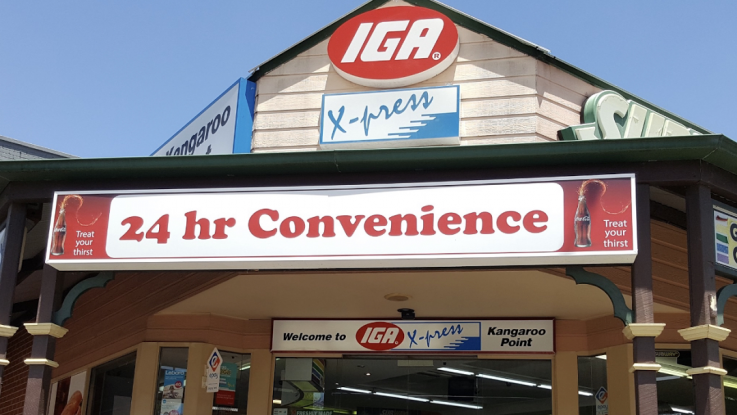 IGA
X-press
Kangaroo
Treat
your
thirst
24 hr Convenience
Treat
your
thirst
Welcome to IGA X-press Kangaroo
Point